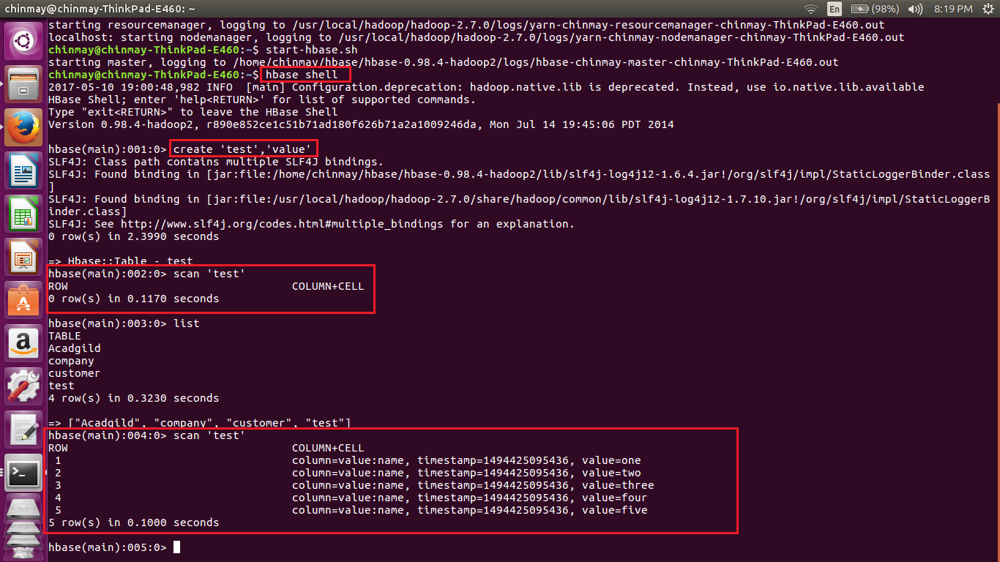 chinmay@chinmay-ThinkPad-E460: ~
En (98%) 8:19 PM
starting resourcemanager, logging to /usr/local/hadoop/hadoop-2.7.0/logs/yarn-chinmay-resourcemanager-chinmay-ThinkPad-E460.out
localhost: starting nodemanager, logging to /usr/local/hadoop/hadoop-2.7.0/logs/yarn-chinmay-nodemanager-chinmay-ThinkPad-E460.out
chinmay@chinmay-ThinkPad-E460:~$ start-hbase.sh
starting master, logging to /home/chinmay/hbase/hbase-0.98.4-hadoop2/logs/hbase-chinmay-master-chinmay-ThinkPad-E460.out
chinmay@chinmay-ThinkPad-E460:~$ hbase shell
2017-05-10 19:00:48,982 INFO  [main] Configuration.deprecation: hadoop.native.lib is deprecated. Instead, use io.native.lib.available
HBase Shell; enter 'help<RETURN>' for list of supported commands.
Type "exit<RETURN>" to leave the HBase Shell
Version 0.98.4-hadoop2, r890e852ce1c51b71ad180f626b71a2a1009246da, Mon Jul 14 19:45:06 PDT 2014
hbase(main):001:0> create 'test','value'
SLF4J: Class path contains multiple SLF4J bindings.
SLF4J: Found binding in [jar:file:/home/chinmay/hbase/hbase-0.98.4-hadoop2/lib/slf4j-log4j12-1.6.4.jar!/org/slf4j/impl/StaticLoggerBinder.class
]
SLF4J: Found binding in [jar:file:/usr/local/hadoop/hadoop-2.7.0/share/hadoop/common/lib/slf4j-log4j12-1.7.10.jar!/org/slf4j/impl/StaticLoggerB
inder.class]
SLF4J: See http://www.slf4j.org/codes.html#multiple_bindings for an explanation.
0 row(s) in 2.3990 seconds
=> Hbase::Table - test
hbase(main):002:0> scan 'test'
ROW COLUMN+CELL
0 row(s) in 0.1170 seconds
hbase(main):003:0> list
TABLE
Acadgild
company
customer
test
4 row(s) in 0.3230 seconds
=> ["Acadgild", "company", "customer", "test"]
hbase(main):004:0> scan 'test'
ROW COLUMN+CELL
1 column=value:name, timestamp=1494425095436, value=one
2 column=value:name, timestamp=1494425095436, value=two
3 column=value:name, timestamp=1494425095436, value=three
4 column=value:name, timestamp=1494425095436, value=four
5 column=value:name, timestamp=1494425095436, value=five
5 row(s) in 0.1000 seconds
hbase(main):005:0>